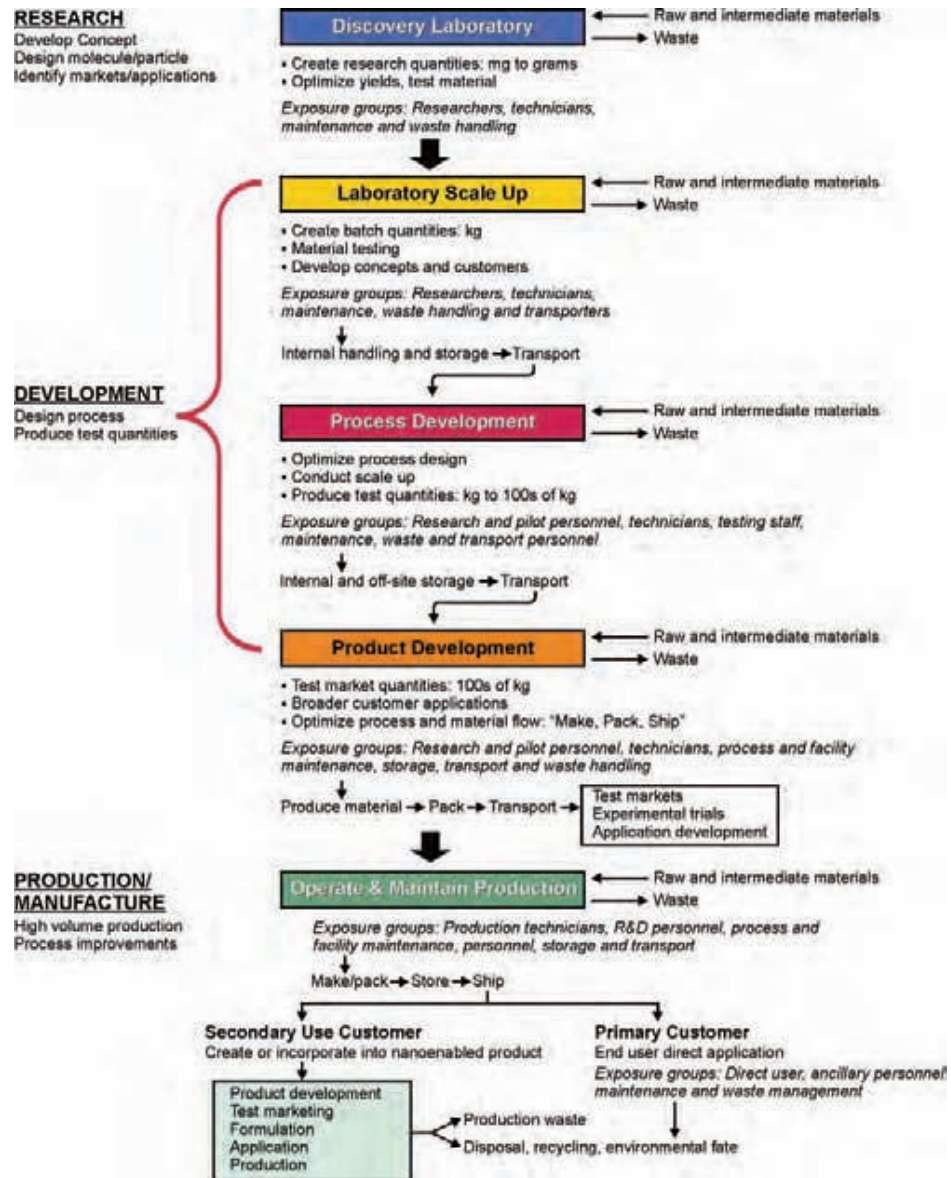 RESEARCH
Develop Concept
Design molecule/particle
Identify markets/applications
Discovery Laboratory
Raw and intermediate materials
Waste
• Create research quantities: mg to grams
• Optimize yields, test material
Exposure groups: Researchers, technicians,
maintenance and waste handling
Laboratory Scale Up
Raw and intermediate materials
Waste
• Create batch quantities: kg
• Material testing
• Develop concepts and customers
Exposure groups: Researchers, technicians,
maintenance, waste handling and transporters
Internal handling and storage Transport
DEVELOPMENT
Design process
Produce test quantities
Process Development
Raw and intermediate materials
Waste
• Optimize process design
• Conduct scale up
• Produce test quantities: kg to 100s of kg
Exposure groups: Research and pilot personnel, technicians, testing staff,
maintenance, waste and transport personnel
Internal and off-site storage Transport
Product Development
Raw and intermediate materials
Waste
• Test market quantities: 100s of kg
• Broader customer applications
• Optimize process and material flow: "Make, Pack, Ship"
Exposure groups: Research and pilot personnel, technicians, process and facility
maintenance, storage, transport and waste handling
Produce material Pack Transport
Test markets
Experimental trials
Application development
PRODUCTION/
MANUFACTURE
High volume production
Process improvements
Operate & Maintain Production
Raw and intermediate materials
Waste
Exposure groups: Production technicians, R&D personnel, process and
facility maintenance, personnel, storage and transport
Make/pack Store Ship
Secondary Use Customer
Create or incorporate into nanoenabled product
Product development
Test marketing
Formulation
Application
Production
Production waste
Disposal, recycling, environmental fate
Primary Customer
End user direct application
Exposure groups: Direct user, ancillary personnel
maintenance and waste management